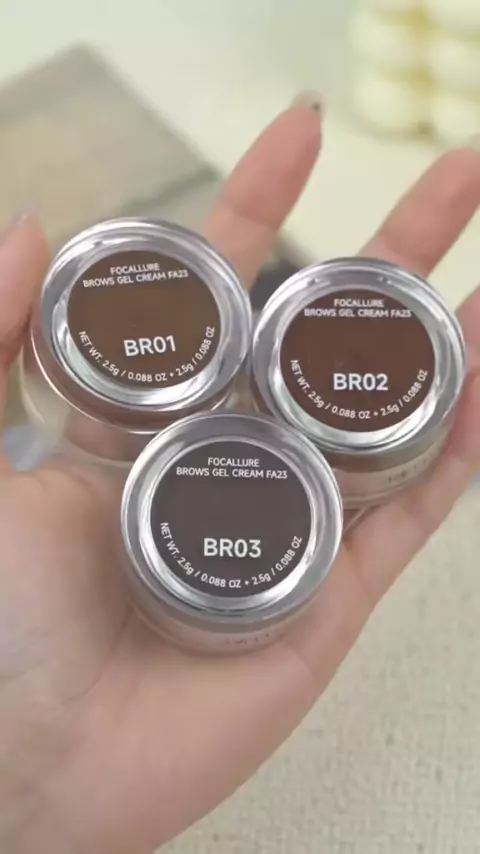 FOCALLURE
BROWS GEL CREAM FA23
BR01
NET WT. 2.5g / 0.088 OZ + 2.5g / 0.088 OZ
FOCALLURE
BROWS GEL CREAM FA23
BR02
NET WT. 2.5g / 0.088 OZ + 2.5g / 0.088 OZ
FOCALLURE
BROWS GEL CREAM FA23
BR03
NET WT. 2.5g / 0.088 OZ + 2.5g / 0.088 OZ